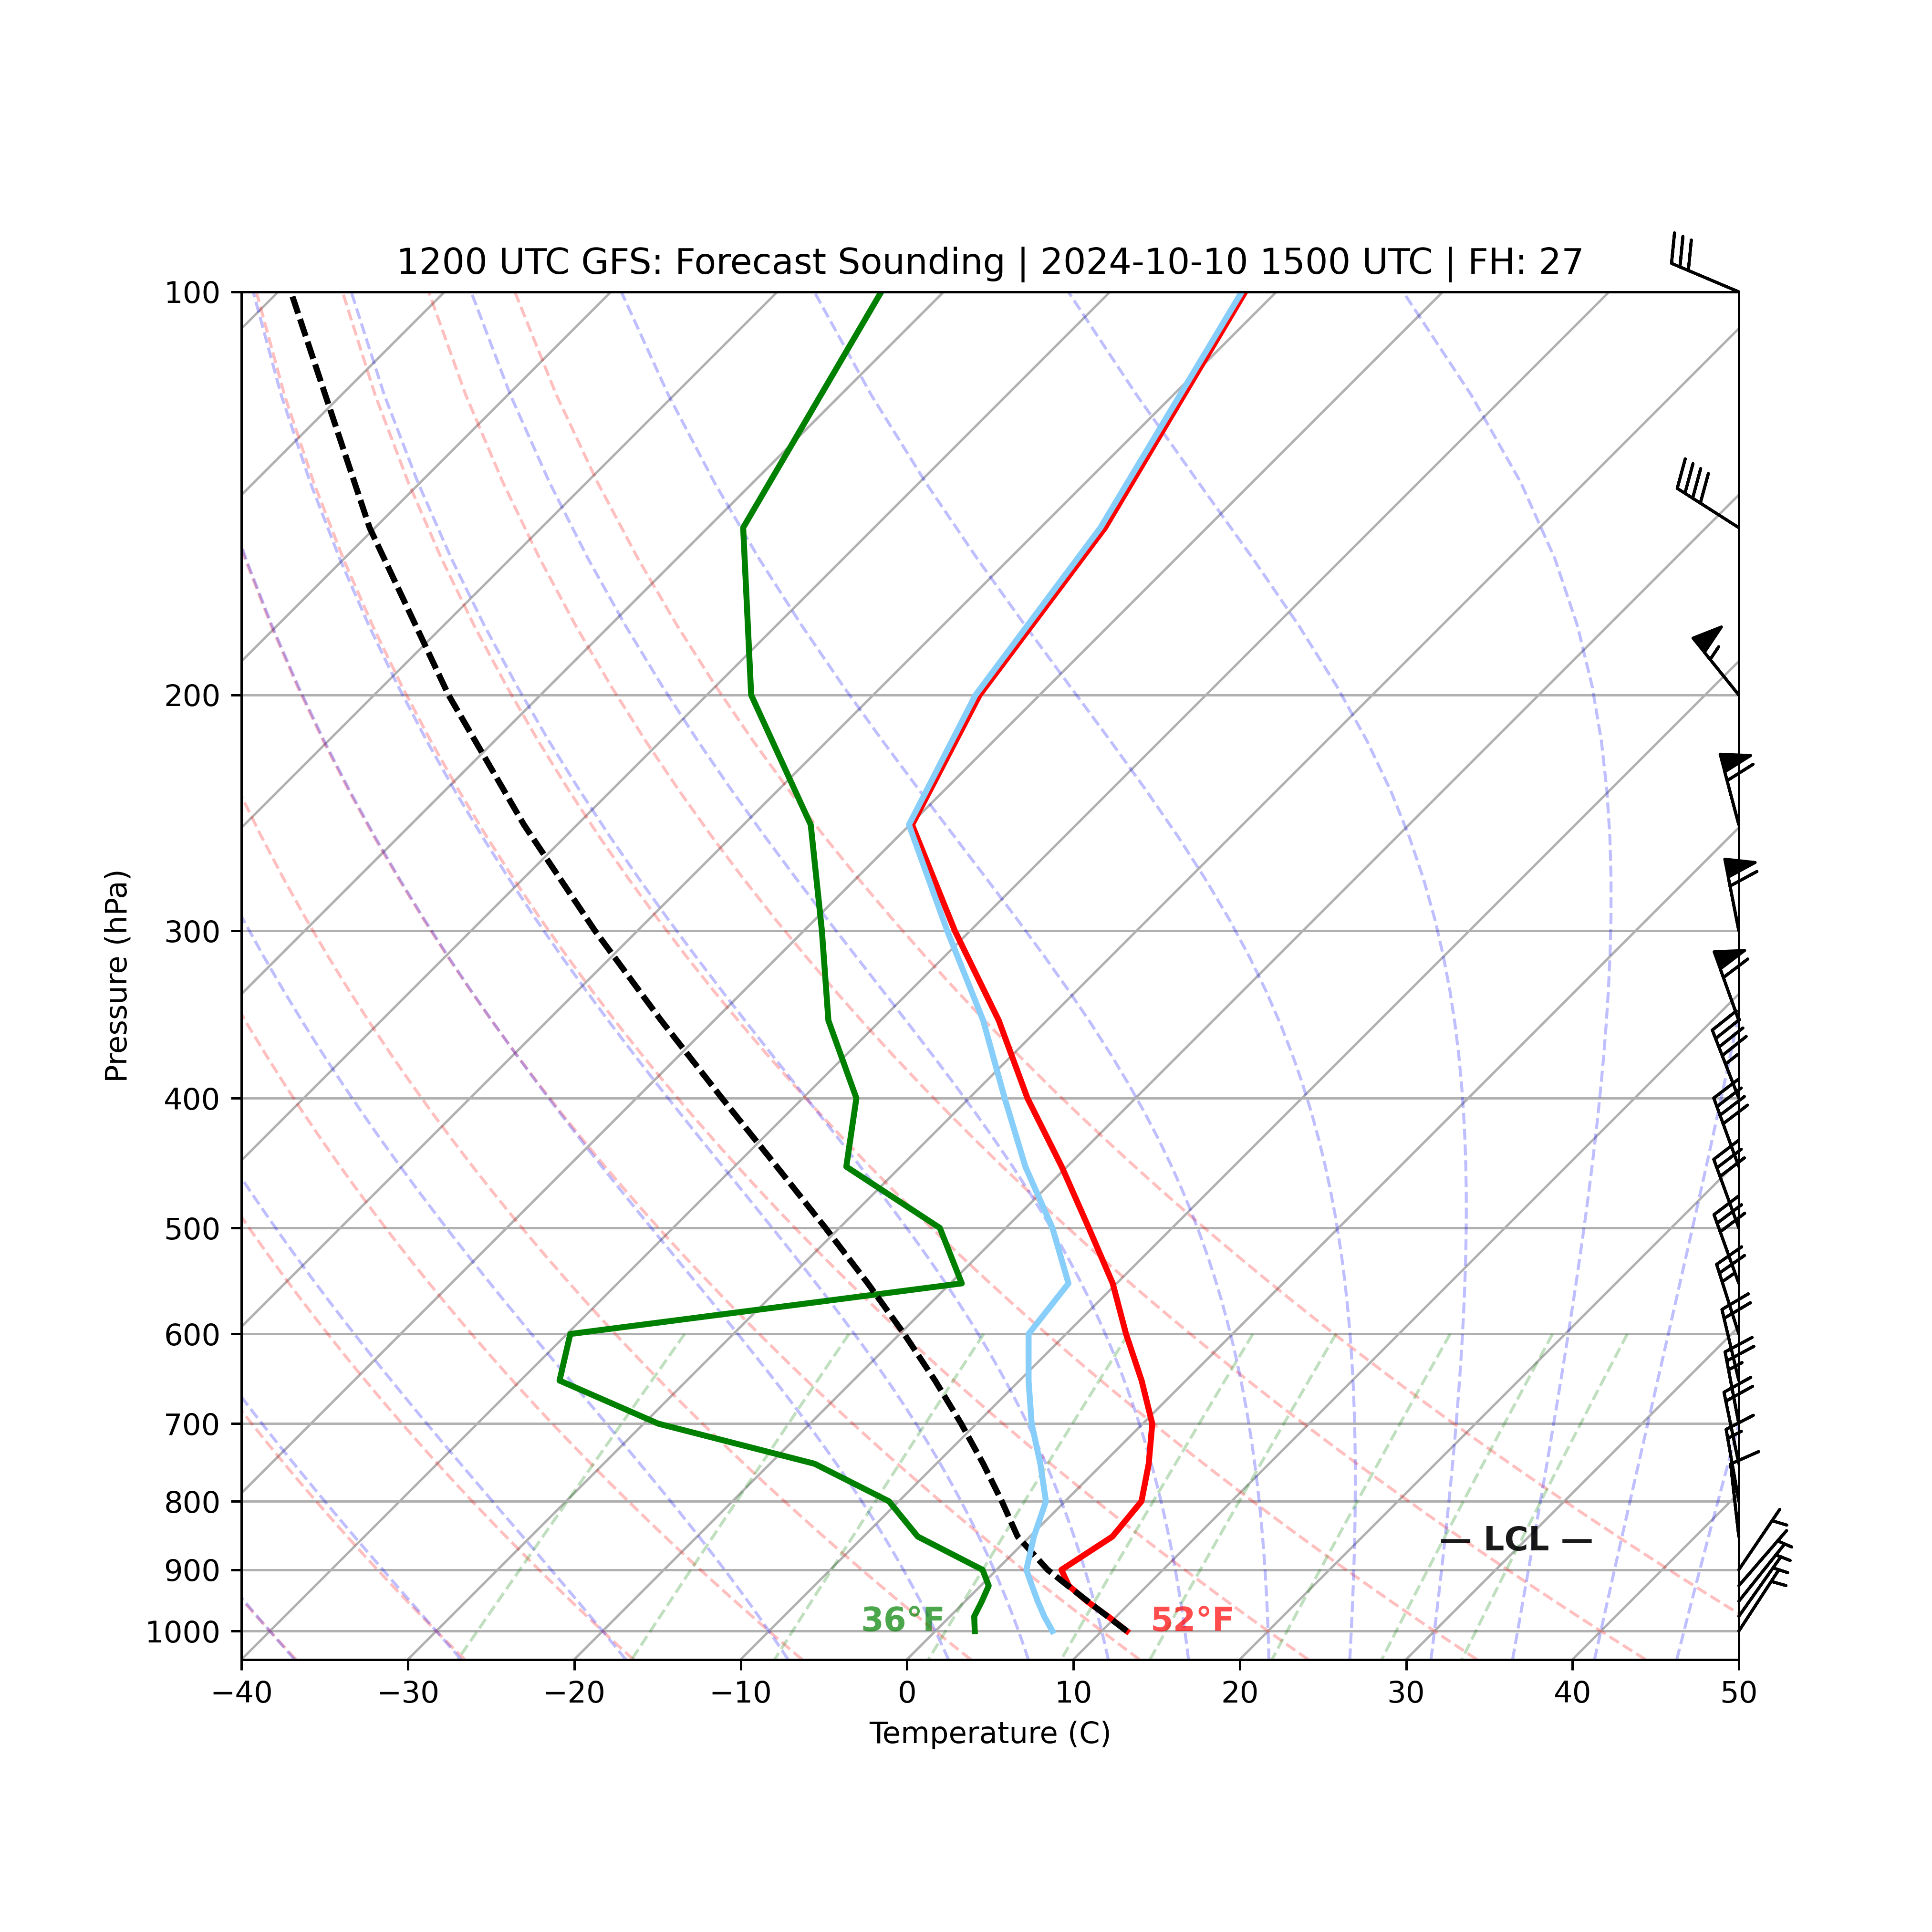 1200 UTC GFS: Forecast Sounding | 2024-10-10 1500 UTC | FH: 27
100
200
300
400
500
600
700
800
900
1000
Pressure (hPa)
— LCL —
36°F
52°F
−40 −30 −20 −10 0 10 20 30 40 50
Temperature (C)